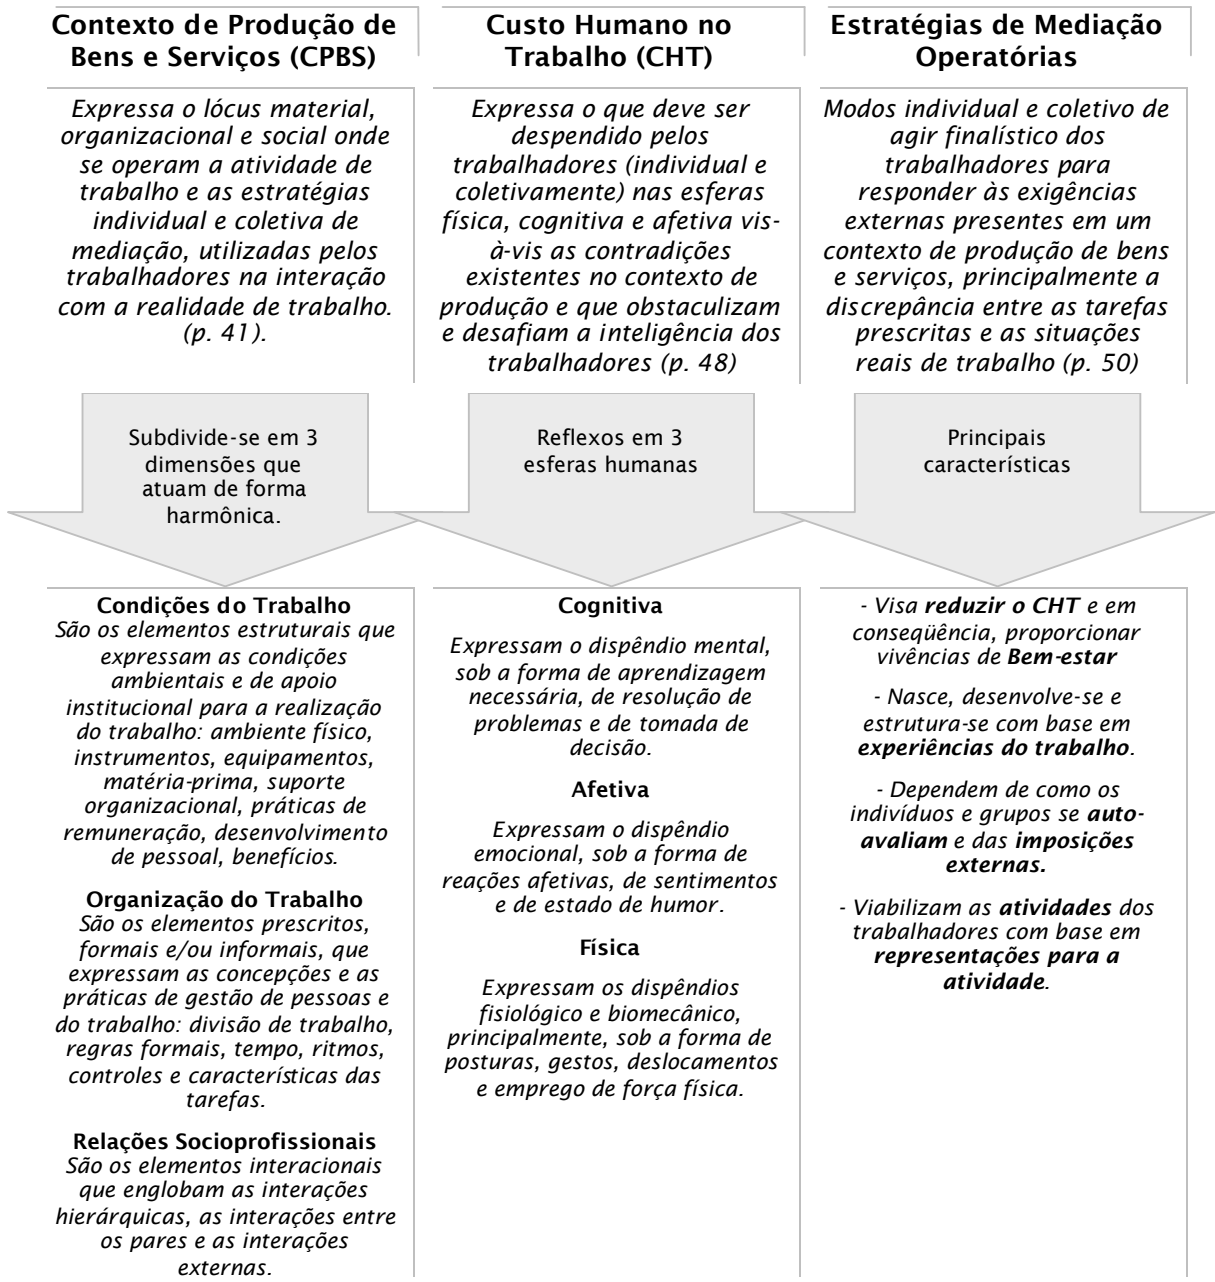 Contexto de Produção de
Bens e Serviços (CPBS)
Expressa o lócus material,
organizacional e social onde
se operam a atividade de
trabalho e as estratégias
individual e coletiva de
mediação, utilizadas pelos
trabalhadores na interação
com a realidade de trabalho.
(p. 41).
Subdivide-se em 3
dimensões que
atuam de forma
harmônica.
Condições do Trabalho
São os elementos estruturais que
expressam as condições
ambientais e de apoio
institucional para a realização
do trabalho: ambiente físico,
instrumentos, equipamentos,
matéria-prima, suporte
organizacional, práticas de
remuneração, desenvolvimento
de pessoal, benefícios.
Organização do Trabalho
São os elementos prescritos,
formais e/ou informais, que
expressam as concepções e as
práticas de gestão de pessoas e
do trabalho: divisão de trabalho,
regras formais, tempo, ritmos,
controles e características das
tarefas.
Relações Socioprofissionais
São os elementos interacionais
que englobam as interações
hierárquicas, as interações entre
os pares e as interações
externas.
Custo Humano no
Trabalho (CHT)
Expressa o que deve ser
despendido pelos
trabalhadores (individual e
coletivamente) nas esferas
física, cognitiva e afetiva vis-
à-vis as contradições
existentes no contexto de
produção e que obstaculizam
e desafiam a inteligência dos
trabalhadores (p. 48)
Reflexos em 3
esferas humanas
Cognitiva
Expressam o dispêndio mental,
sob a forma de aprendizagem
necessária, de resolução de
problemas e de tomada de
decisão.
Afetiva
Expressam o dispêndio
emocional, sob a forma de
reações afetivas, de sentimentos
e de estado de humor.
Física
Expressam os dispêndios
fisiológico e biomecânico,
principalmente, sob a forma de
posturas, gestos, deslocamentos
e emprego de força física.
Estratégias de Mediação
Operatórias
Modos individual e coletivo de
agir finalístico dos
trabalhadores para
responder às exigências
externas presentes em um
contexto de produção de bens
e serviços, principalmente a
discrepância entre as tarefas
prescritas e as situações
reais de trabalho (p. 50)
Principais
características
- Visa reduzir o CHT e em
conseqüência, proporcionar
vivências de Bem-estar
- Nasce, desenvolve-se e
estrutura-se com base em
experiências do trabalho.
- Dependem de como os
indivíduos e grupos se auto-
avaliam e das imposições
externas.
- Viabilizam as atividades dos
trabalhadores com base em
representações para a
atividade.